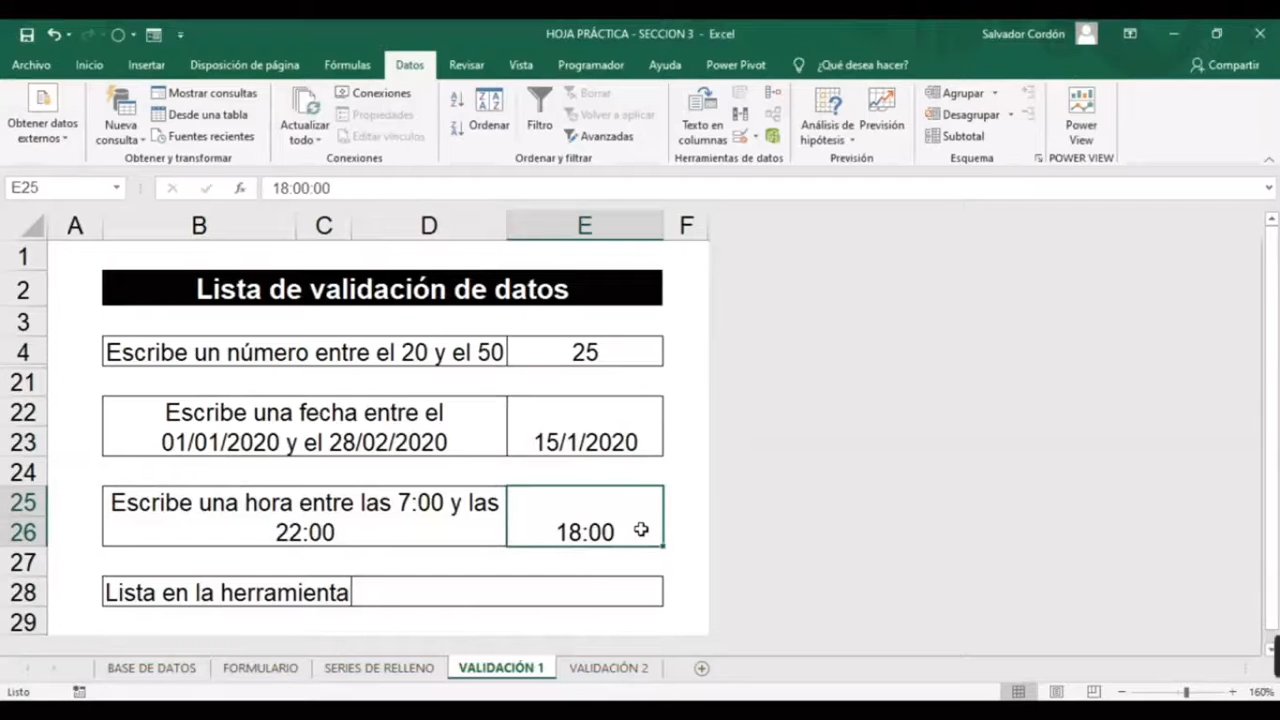 HOJA PRÁCTICA - SECCION 3 - Excel
Salvador Cordón
Archivo Inicio Insertar Disposición de página Fórmulas Datos Revisar Vista Programador Ayuda Power Pivot ¿Qué desea hacer? Compartir
Obtener datos externos
Nueva consulta
Mostrar consultas
Desde una tabla
Fuentes recientes
Obtener y transformar
Actualizar todo
Conexiones
Propiedades
Editar vínculos
Conexiones
Ordenar
Filtro
Borrar
Volver a aplicar
Avanzadas
Ordenar y filtrar
Texto en columnas
Herramientas de datos
Análisis de hipótesis
Previsión
Previsión
Agrupar
Desagrupar
Subtotal
Esquema
Power View
POWER VIEW
E25 fx 18:00:00
A B C D E F
1
2 Lista de validación de datos
3
4 Escribe un número entre el 20 y el 50 25
21
22 Escribe una fecha entre el
23 01/01/2020 y el 28/02/2020 15/1/2020
24
25 Escribe una hora entre las 7:00 y las
26 22:00 18:00
27
28 Lista en la herramienta
29
BASE DE DATOS FORMULARIO SERIES DE RELLENO VALIDACIÓN 1 VALIDACIÓN 2
Listo 160%